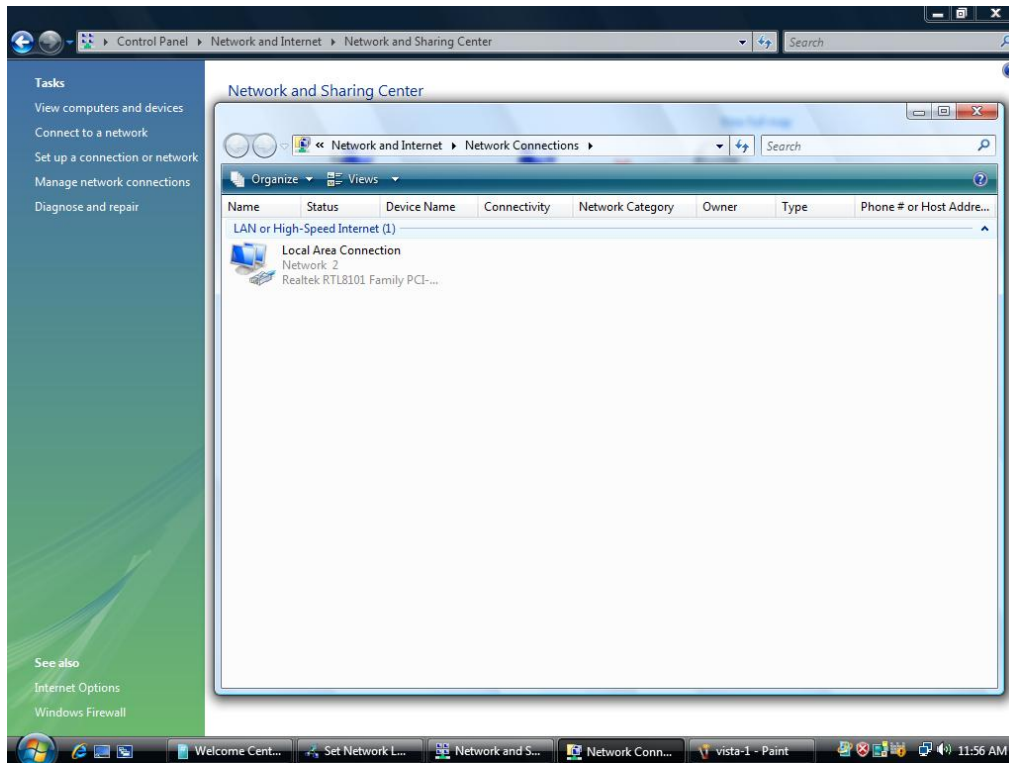 Control Panel Network and Internet Network and Sharing Center
Search
Tasks
View computers and devices
Connect to a network
Set up a connection or network
Manage network connections
Diagnose and repair
See also
Internet Options
Windows Firewall
Network and Sharing Center
« Network and Internet Network Connections
Search
Organize Views
Name Status Device Name Connectivity Network Category Owner Type Phone # or Host Addre...
LAN or High-Speed Internet (1)
Local Area Connection
Network 2
Realtek RTL8101 Family PCI-...
Welcome Cent... Set Network L... Network and S... Network Conn... vista-1 - Paint 11:56 AM